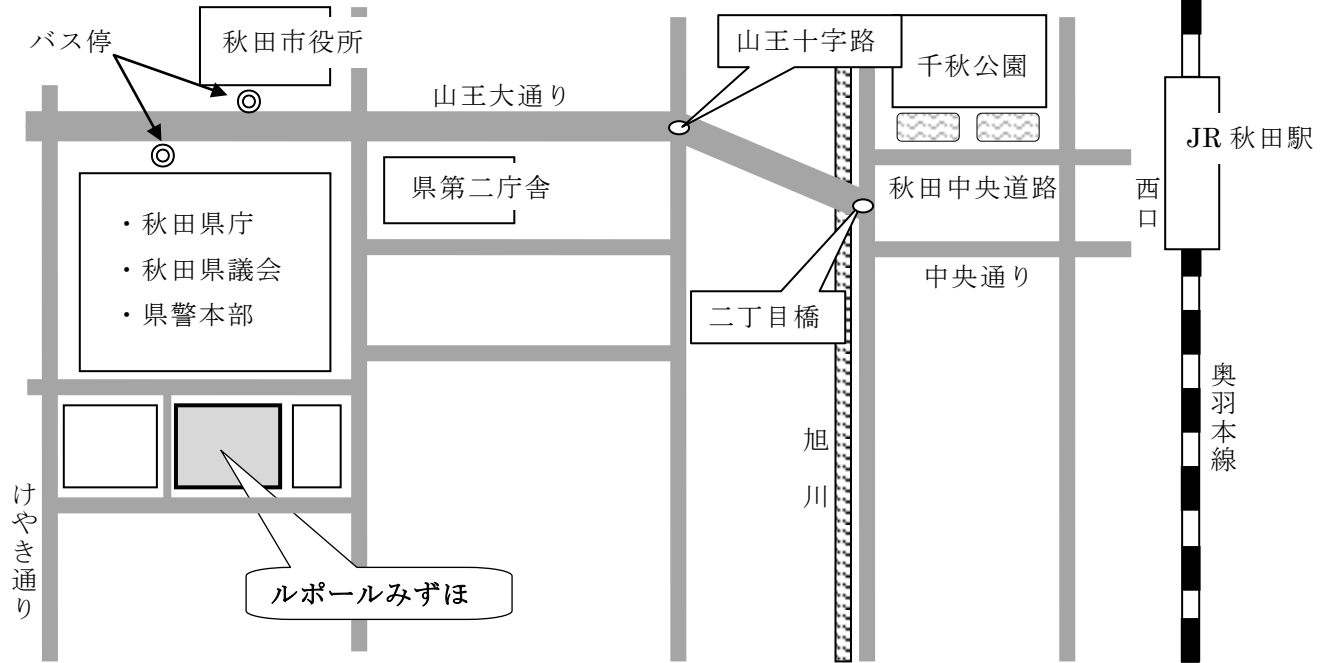 バス停
秋田市役所
山王大通り
山王十字路
千秋公園
JR 秋田駅
西口
県第二庁舎
秋田中央道路
・秋田県庁
・秋田県議会
・県警本部
中央通り
二丁目橋
奥羽本線
旭川
けやき通り
ルポールみずほ